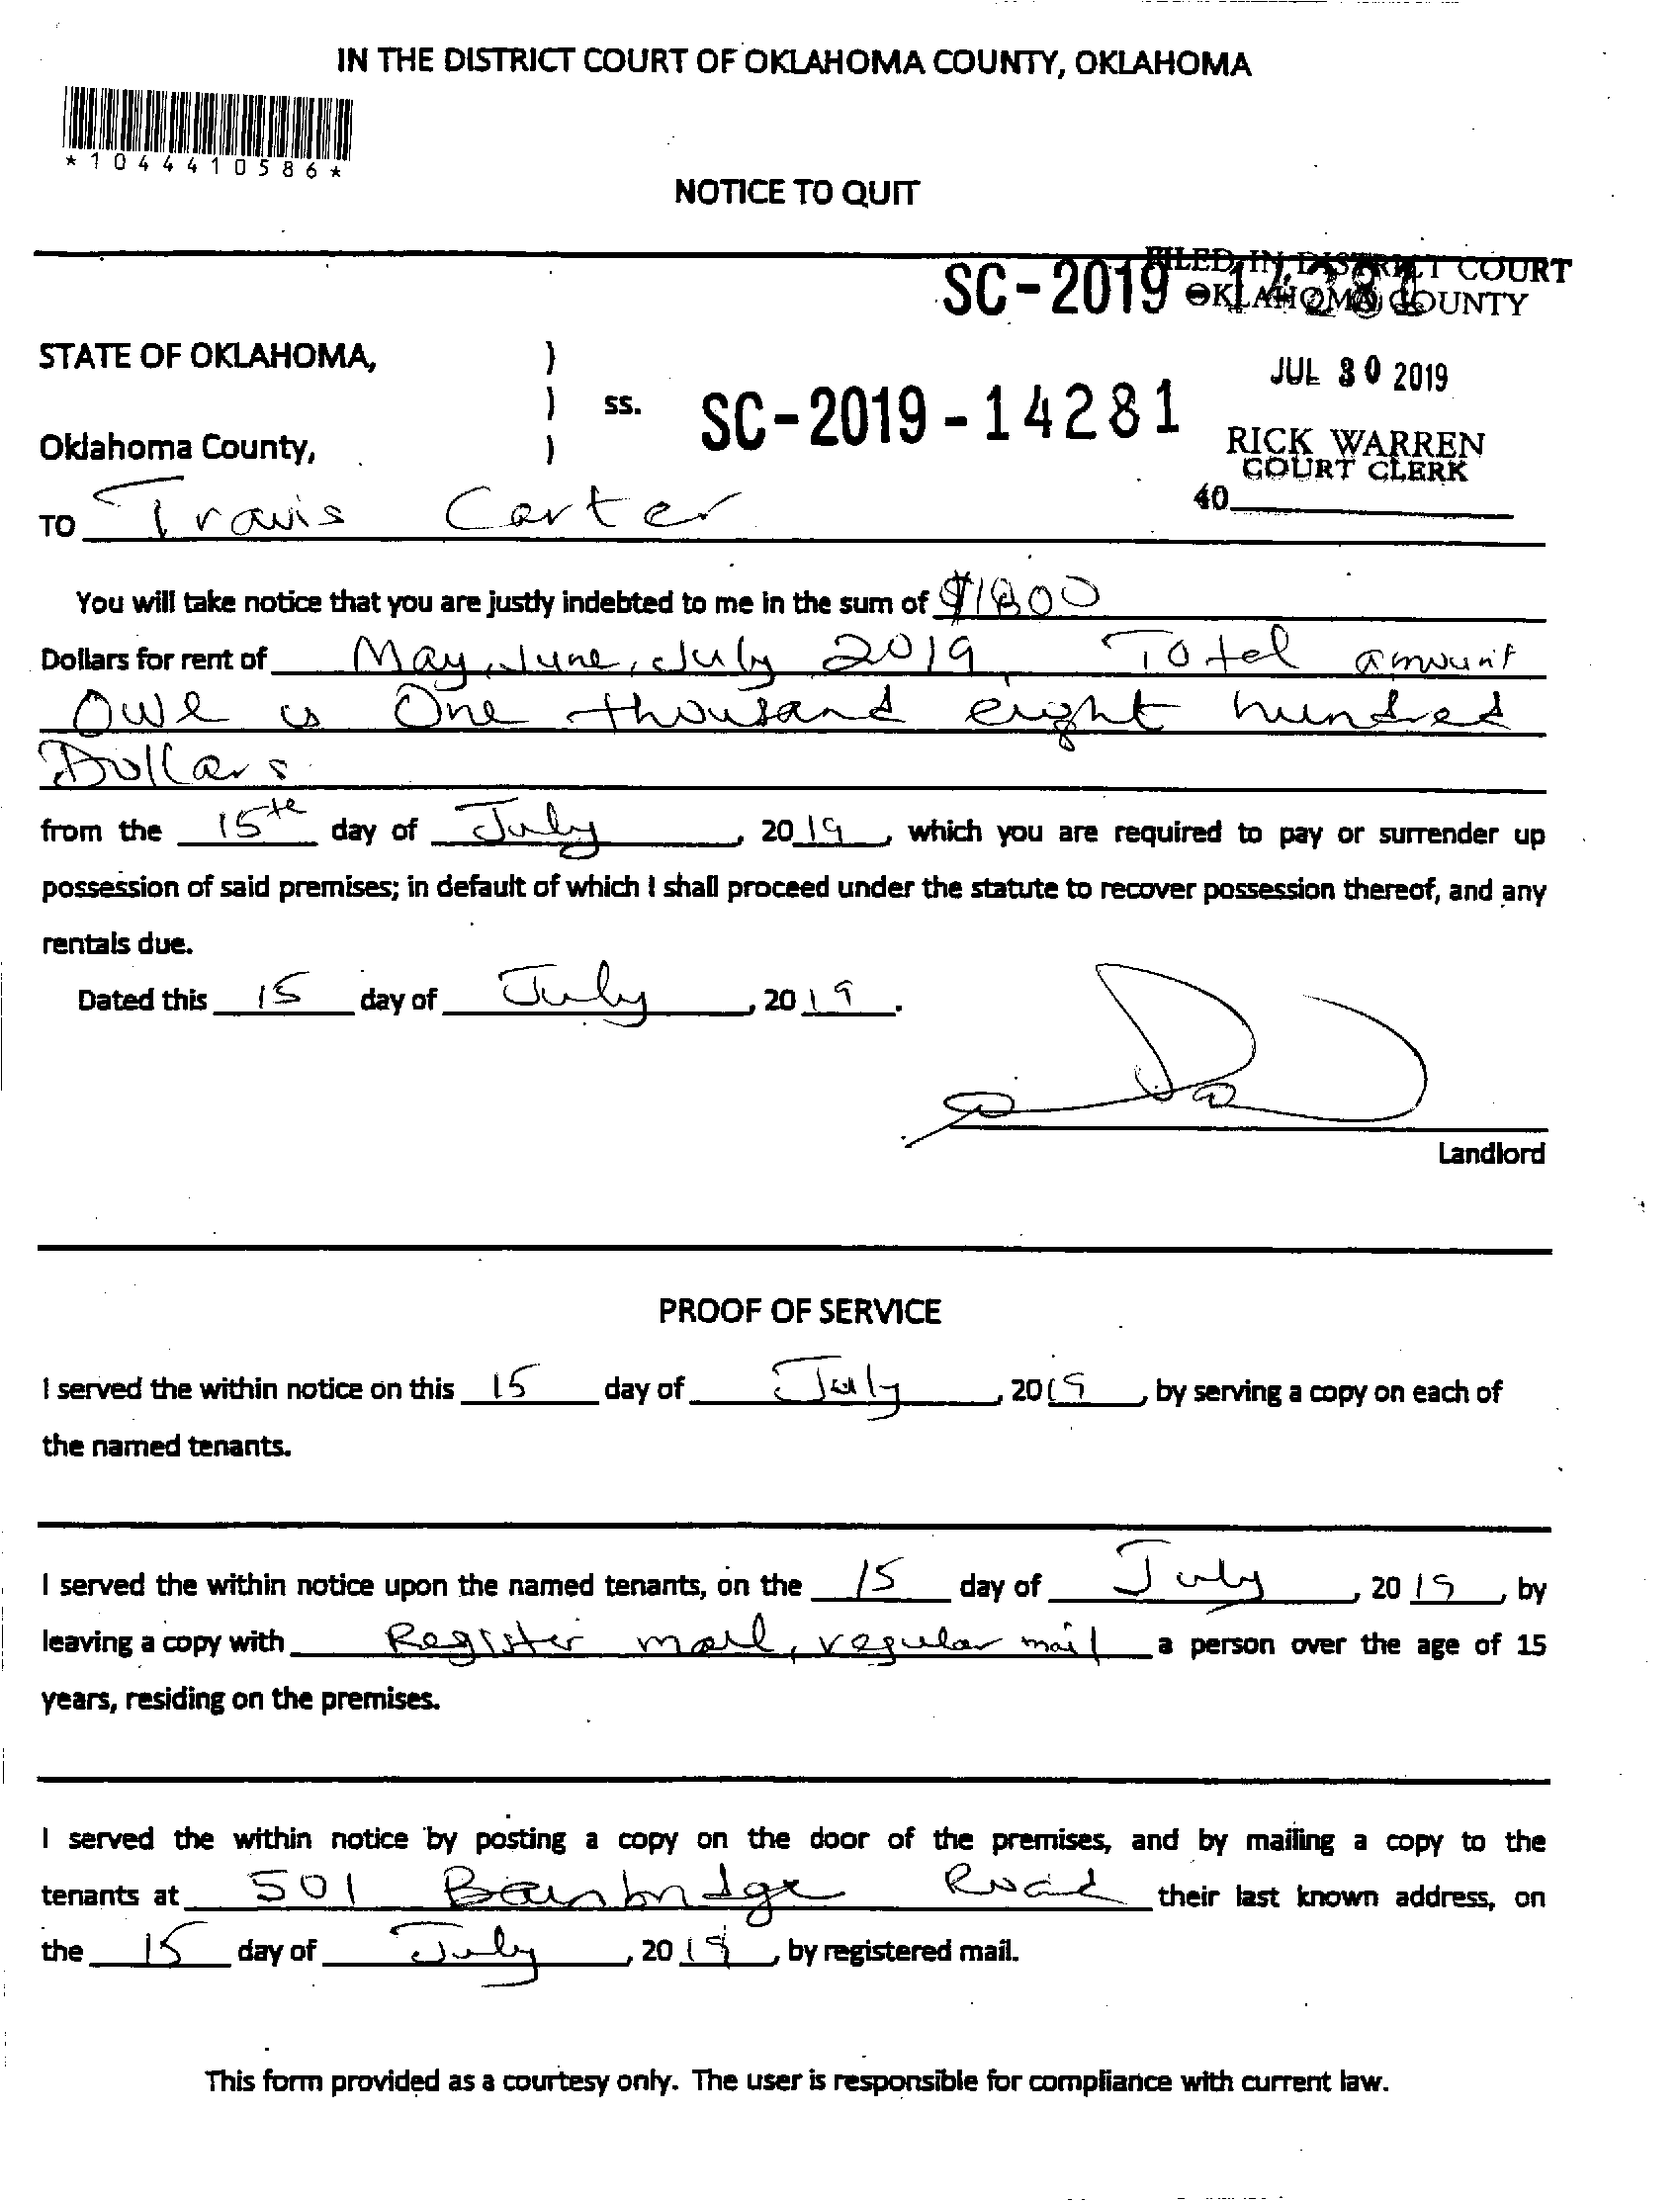 IN THE DISTRICT COURT OF OKLAHOMA COUNTY, OKLAHOMA
*1044410586*
NOTICE TO QUIT
FILED IN DISTRICT COURT
OKLAHOMA COUNTY
SC-2019-14281
STATE OF OKLAHOMA, )
JUL 30 2019
) ss. SC-2019-14281
Oklahoma County, )
RICK WARREN
COURT CLERK
40
TO Travis Carter
You will take notice that you are justly indebted to me in the sum of $1800
Dollars for rent of May, June, July 2019 Total amount
Owe is One thousand eight hundred
Dollars
from the 15te day of July, 2019, which you are required to pay or surrender up
possession of said premises; in default of which I shall proceed under the statute to recover possession thereof, and any
rentals due.
Dated this 15 day of July, 2019.
Landlord
PROOF OF SERVICE
I served the within notice on this 15 day of July, 2019, by serving a copy on each of
the named tenants.
I served the within notice upon the named tenants, on the 15 day of July, 2019, by
leaving a copy with Register mail, regular mail a person over the age of 15
years, residing on the premises.
I served the within notice by posting a copy on the door of the premises, and by mailing a copy to the
tenants at 501 Bainbridge Road their last known address, on
the 15 day of July, 2019, by registered mail.
This form provided as a courtesy only. The user is responsible for compliance with current law.